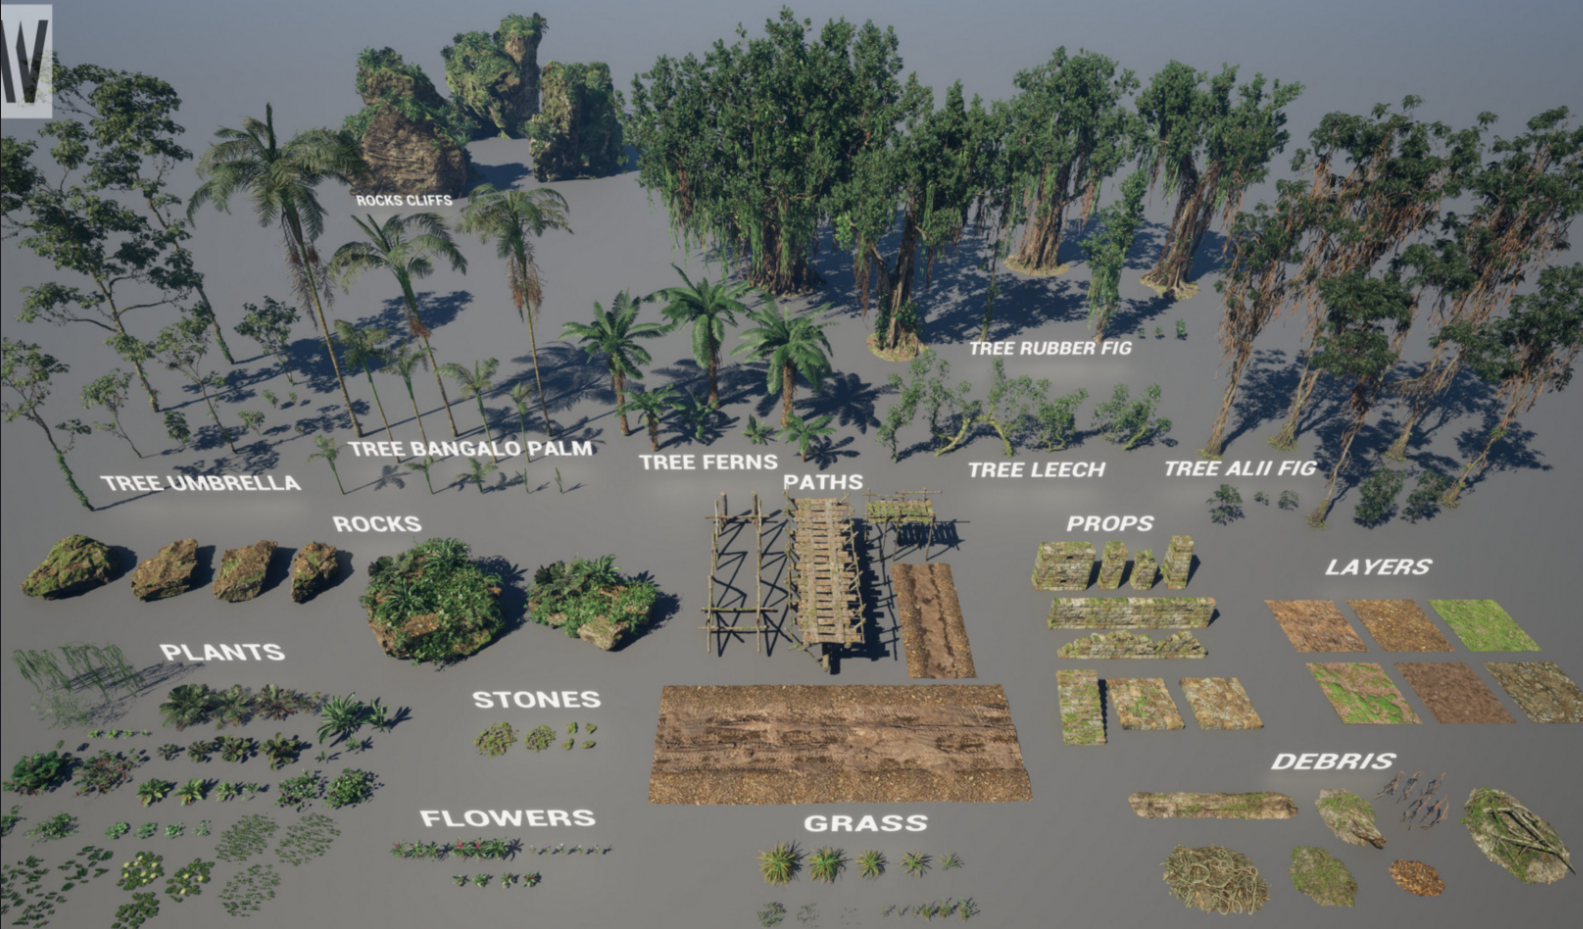 W
ROCKS CLIFFS
TREE RUBBER FIG
TREE BANGALO PALM
TREE FERNS
TREE LEECH
TREE ALII FIG
TREE UMBRELLA
PATHS
ROCKS
PROPS
LAYERS
PLANTS
STONES
DEBRIS
FLOWERS
GRASS